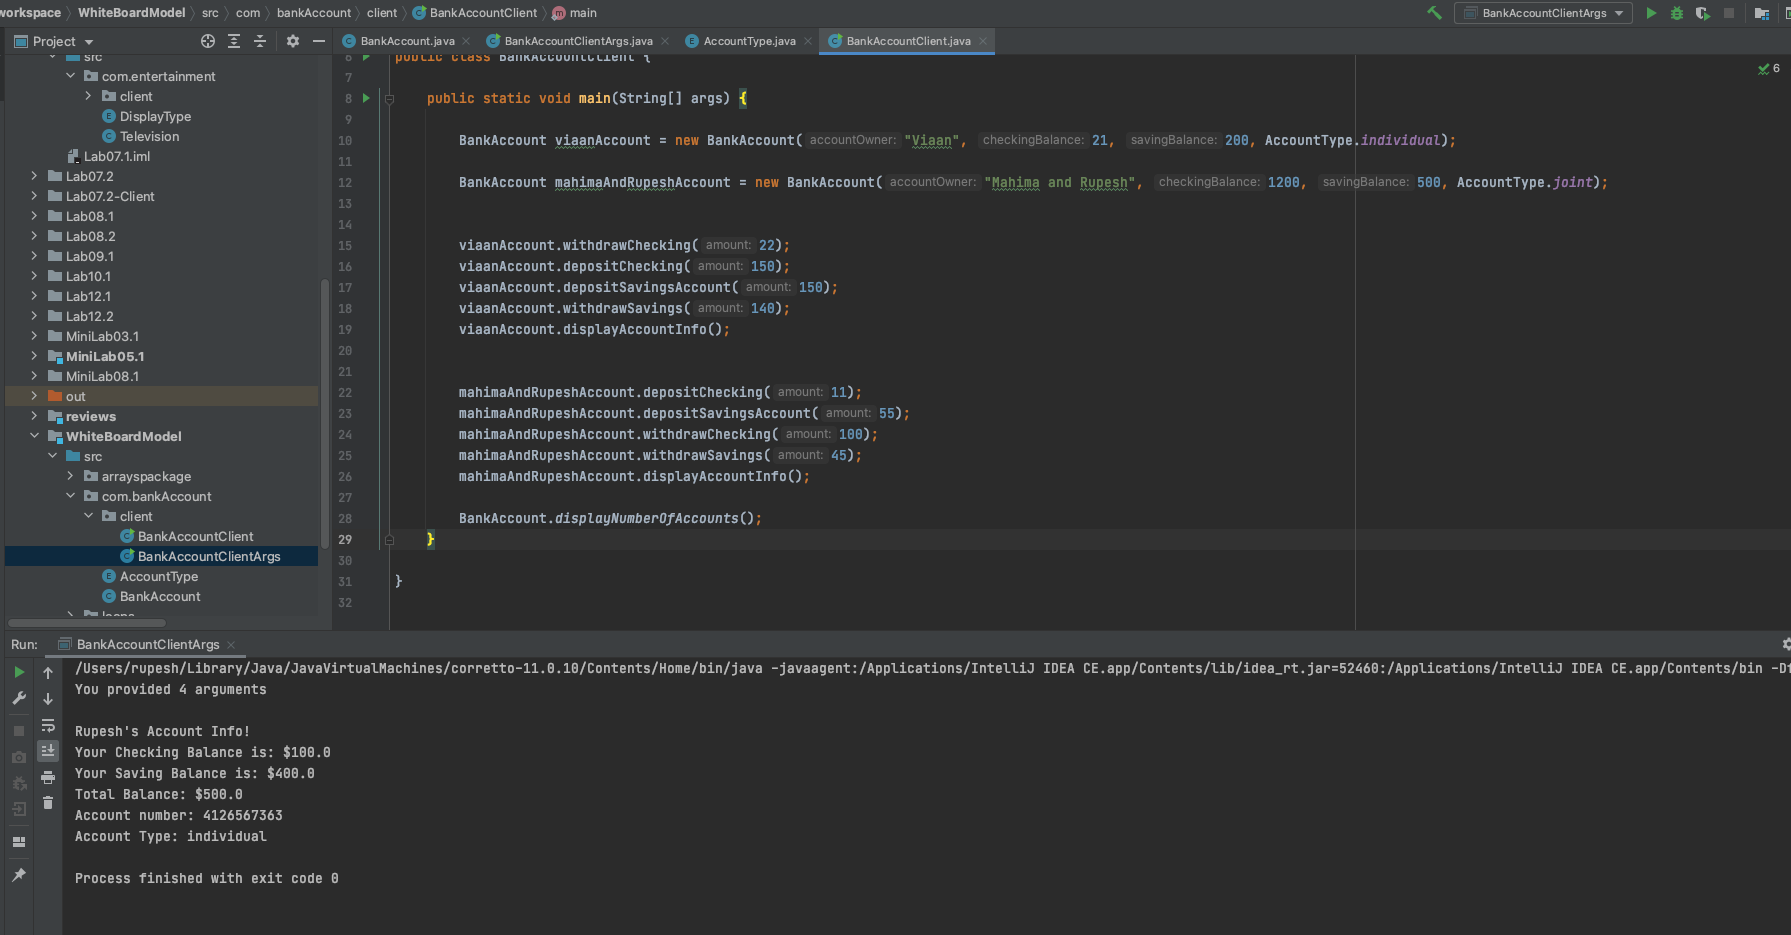 workspace > WhiteBoardModel > src > com > bankAccount > client > BankAccountClient > main
BankAccountClientArgs
Project
BankAccount.java
BankAccountClientArgs.java
AccountType.java
BankAccountClient.java
src
com.entertainment
client
DisplayType
Television
Lab07.1.iml
Lab07.2
Lab07.2-Client
Lab08.1
Lab08.2
Lab09.1
Lab10.1
Lab12.1
Lab12.2
MiniLab03.1
MiniLab05.1
MiniLab08.1
out
reviews
WhiteBoardModel
src
arrayspackage
com.bankAccount
client
BankAccountClient
BankAccountClientArgs
AccountType
BankAccount
loops
6 public class BankAccountClient {
6
7
8 public static void main(String[] args) {
9
10 BankAccount viaanAccount = new BankAccount( accountOwner: "Viaan", checkingBalance: 21, savingBalance: 200, AccountType.individual);
11
12 BankAccount mahimaAndRupeshAccount = new BankAccount( accountOwner: "Mahima and Rupesh", checkingBalance: 1200, savingBalance: 500, AccountType.joint);
13
14
15 viaanAccount.withdrawChecking( amount: 22);
16 viaanAccount.depositChecking( amount: 150);
17 viaanAccount.depositSavingsAccount( amount: 150);
18 viaanAccount.withdrawSavings( amount: 140);
19 viaanAccount.displayAccountInfo();
20
21
22 mahimaAndRupeshAccount.depositChecking( amount: 11);
23 mahimaAndRupeshAccount.depositSavingsAccount( amount: 55);
24 mahimaAndRupeshAccount.withdrawChecking( amount: 100);
25 mahimaAndRupeshAccount.withdrawSavings( amount: 45);
26 mahimaAndRupeshAccount.displayAccountInfo();
27
28 BankAccount.displayNumberOfAccounts();
29 }
30
31 }
32
Run: BankAccountClientArgs
/Users/rupesh/Library/Java/JavaVirtualMachines/corretto-11.0.10/Contents/Home/bin/java -javaagent:/Applications/IntelliJ IDEA CE.app/Contents/lib/idea_rt.jar=52460:/Applications/IntelliJ IDEA CE.app/Contents/bin -Df
You provided 4 arguments
Rupesh's Account Info!
Your Checking Balance is: $100.0
Your Saving Balance is: $400.0
Total Balance: $500.0
Account number: 4126567363
Account Type: individual
Process finished with exit code 0